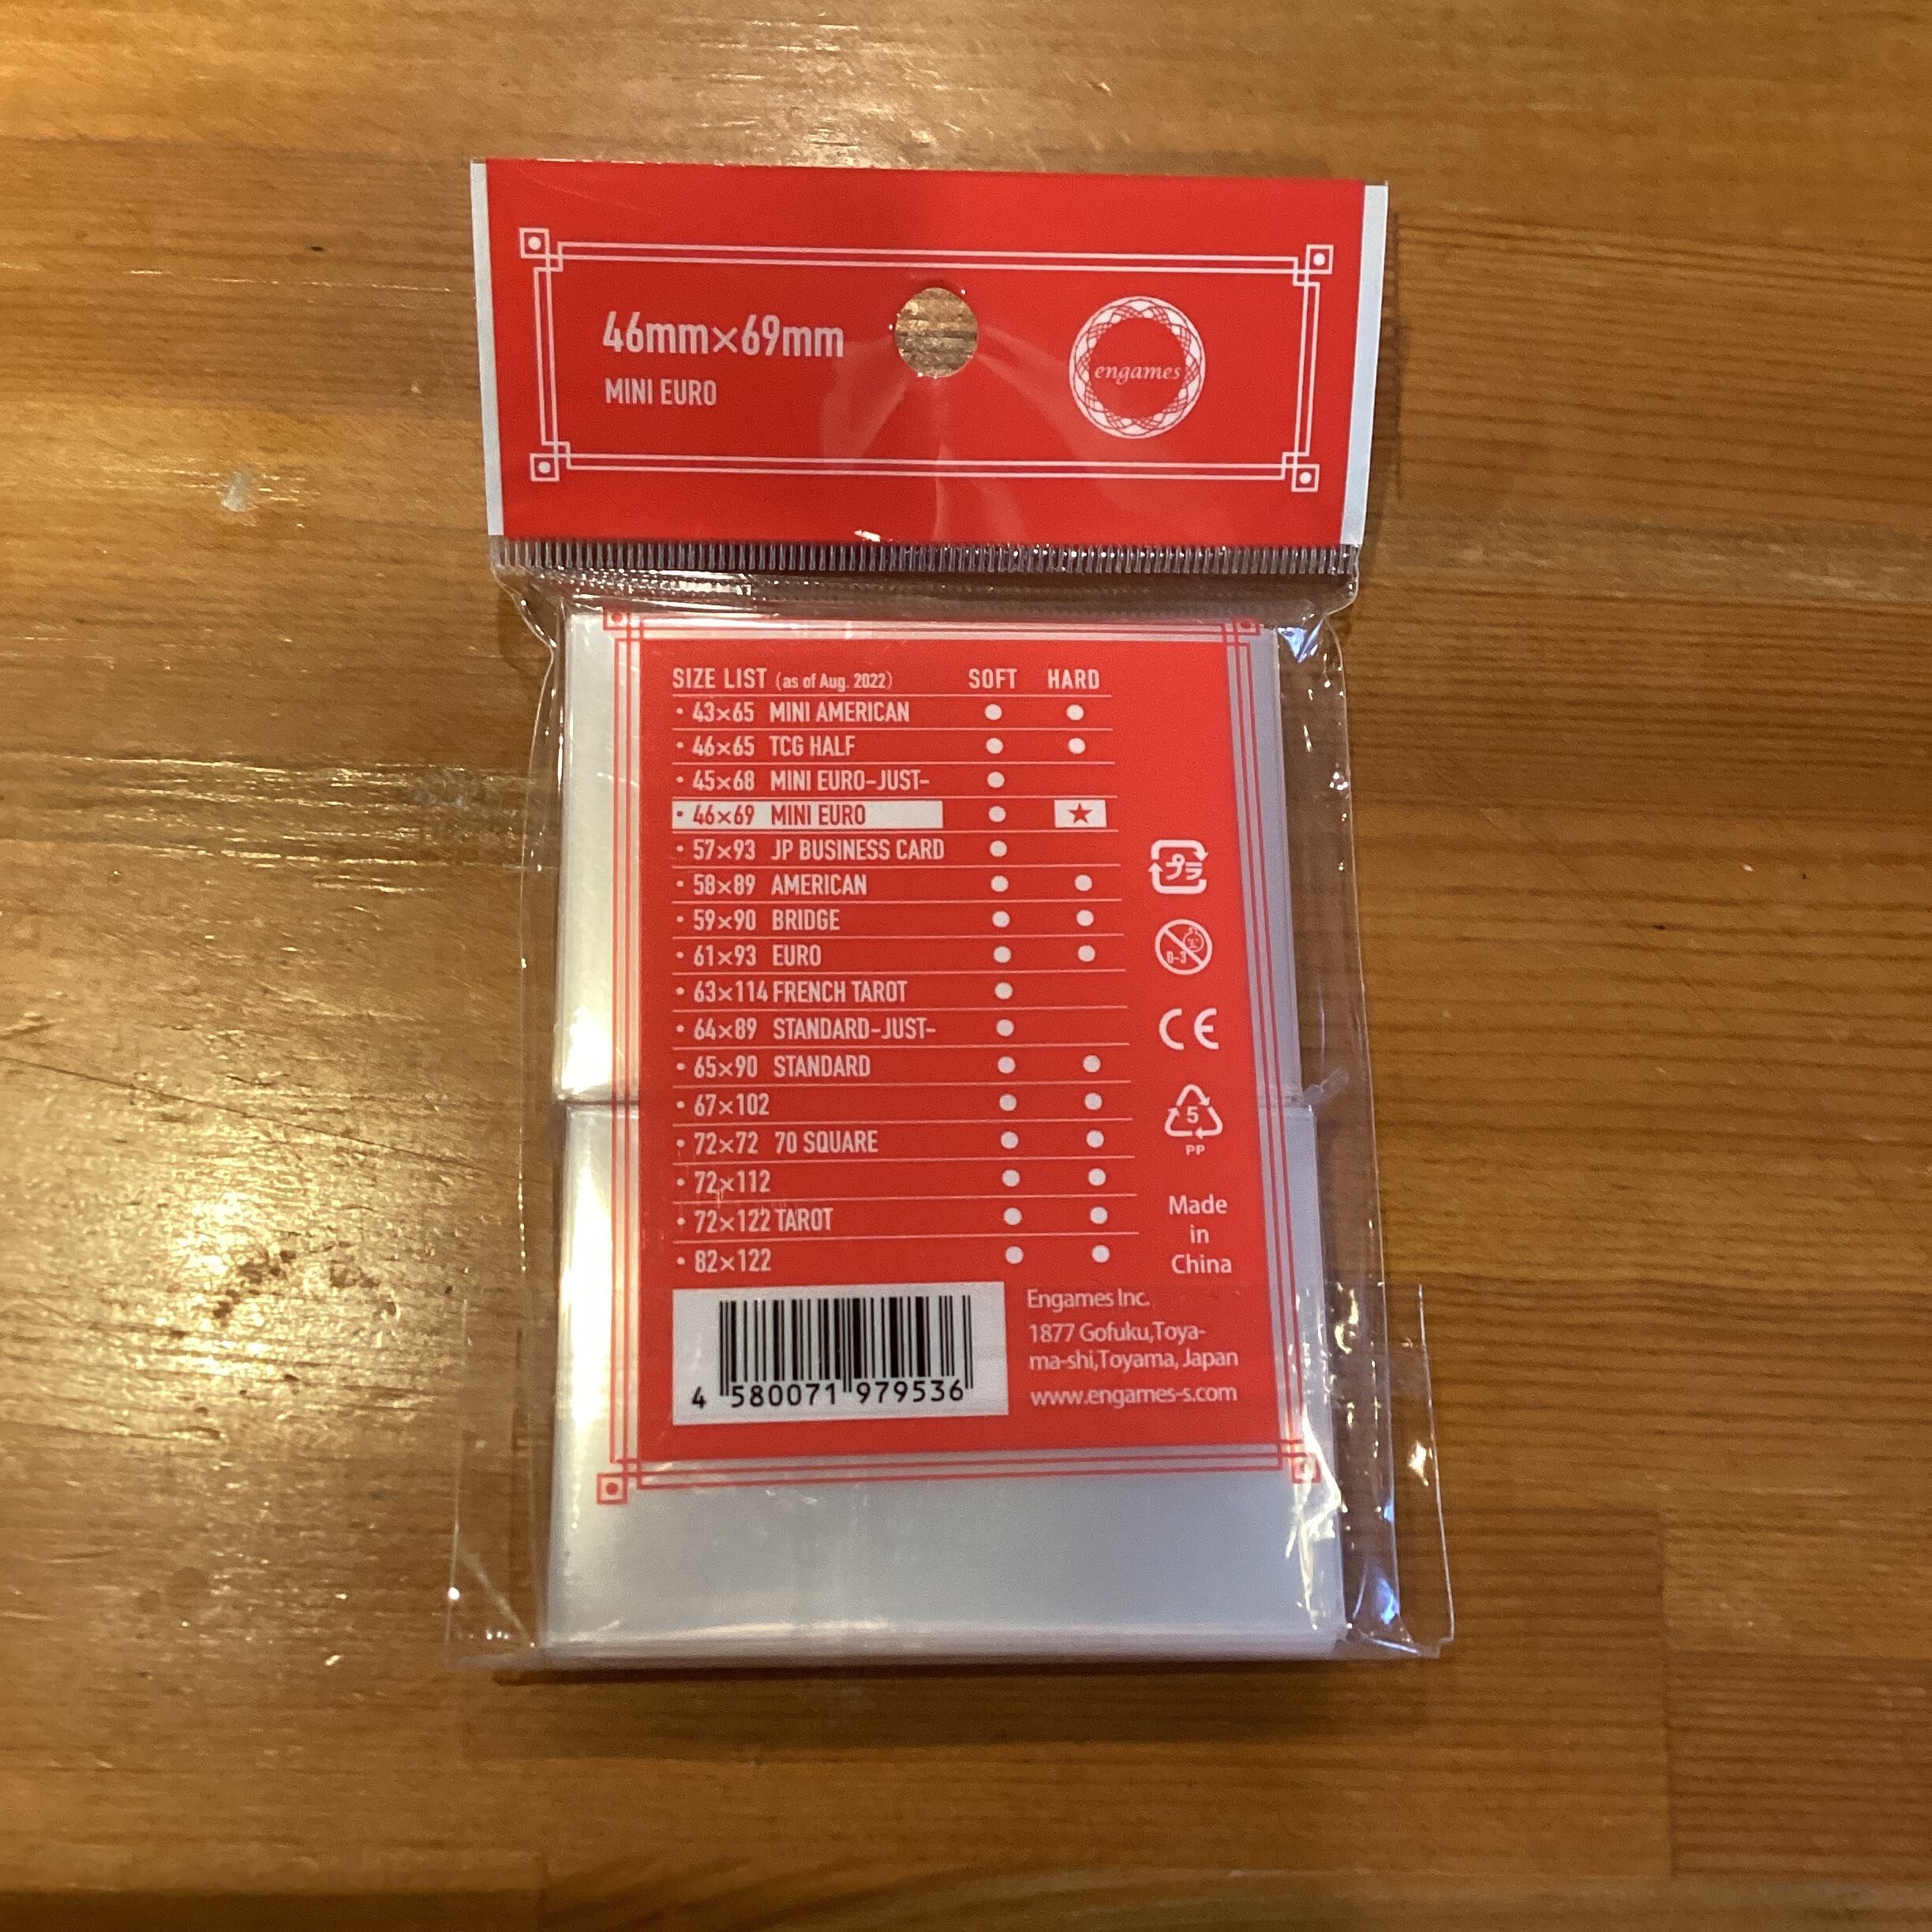 46mm×69mm
MINI EURO
engames
SIZE LIST (as of Aug. 2022) SOFT HARD
・43×65 MINI AMERICAN ● ●
・46×65 TCG HALF ● ●
・45×68 MINI EURO-JUST- ●
・46×69 MINI EURO ● ★
・57×93 JP BUSINESS CARD ●
・58×89 AMERICAN ● ●
・59×90 BRIDGE ● ●
・61×93 EURO ● ●
・63×114 FRENCH TAROT ●
・64×89 STANDARD-JUST- ●
・65×90 STANDARD ● ●
・67×102 ● ●
・72×72 70 SQUARE ● ●
・72×112 ● ●
・72×122 TAROT ● ●
・82×122 ● ●
プラ
0-3
CE
5
PP
Made
in
China
4 580071 979536
Engames Inc.
1877 Gofuku,Toya-
ma-shi,Toyama, Japan
www.engames-s.com